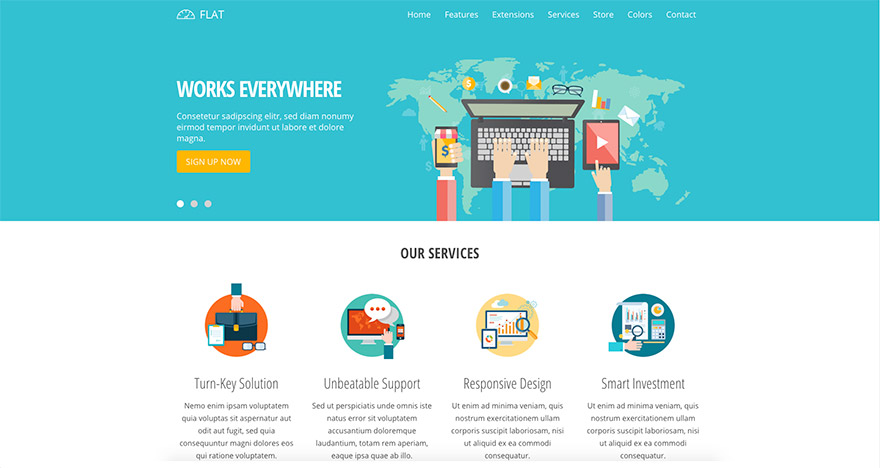 FLAT
Home Features Extensions Services Store Colors Contact
WORKS EVERYWHERE
Consetetur sadipscing elitr, sed diam nonumy
eirmod tempor invidunt ut labore et dolore
magna.
SIGN UP NOW
$
$
$
OUR SERVICES
Turn-Key Solution
Nemo enim ipsam voluptatem
quia voluptas sit aspernatur aut
odit aut fugit, sed quia
consequuntur magni dolores eos
qui ratione voluptatem.
Unbeatable Support
Sed ut perspiciatis unde omnis iste
natus error sit voluptatem
accusantium doloremque
laudantium, totam rem aperiam,
eaque ipsa quae ab illo.
Responsive Design
Ut enim ad minima veniam, quis
nostrum exercitationem ullam
corporis suscipit laboriosam, nisi
ut aliquid ex ea commodi
consequatur.
Smart Investment
Ut enim ad minima veniam, quis
nostrum exercitationem ullam
corporis suscipit laboriosam, nisi
ut aliquid ex ea commodi
consequatur.